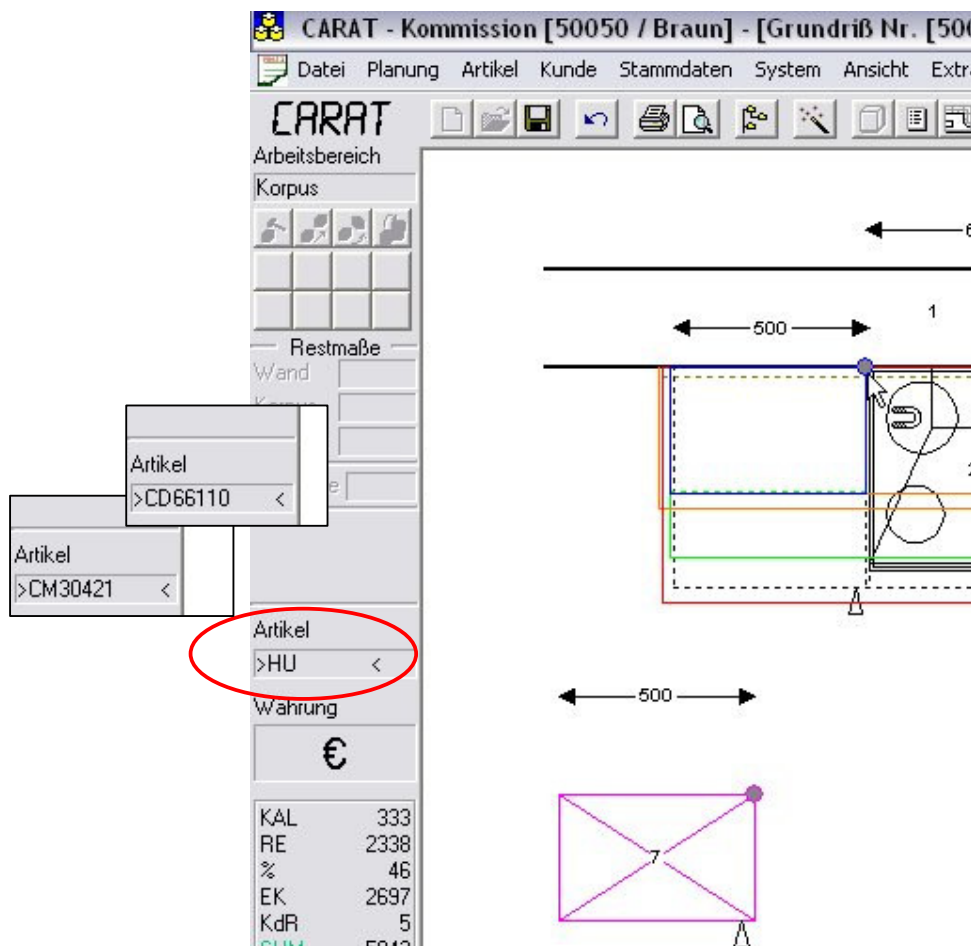 CARAT - Kommission [50050 / Braun] - [Grundriß Nr. [50
Datei Planung Artikel Kunde Stammdaten System Ansicht Extr
CARAT
Arbeitsbereich
Korpus
Restmaße
Wand
500
1
Artikel
>CD66110 <
Artikel
>CM30421 <
Artikel
>HU <
Währung
€
500
7
KAL 333
RE 2338
% 46
EK 2697
KdR 5